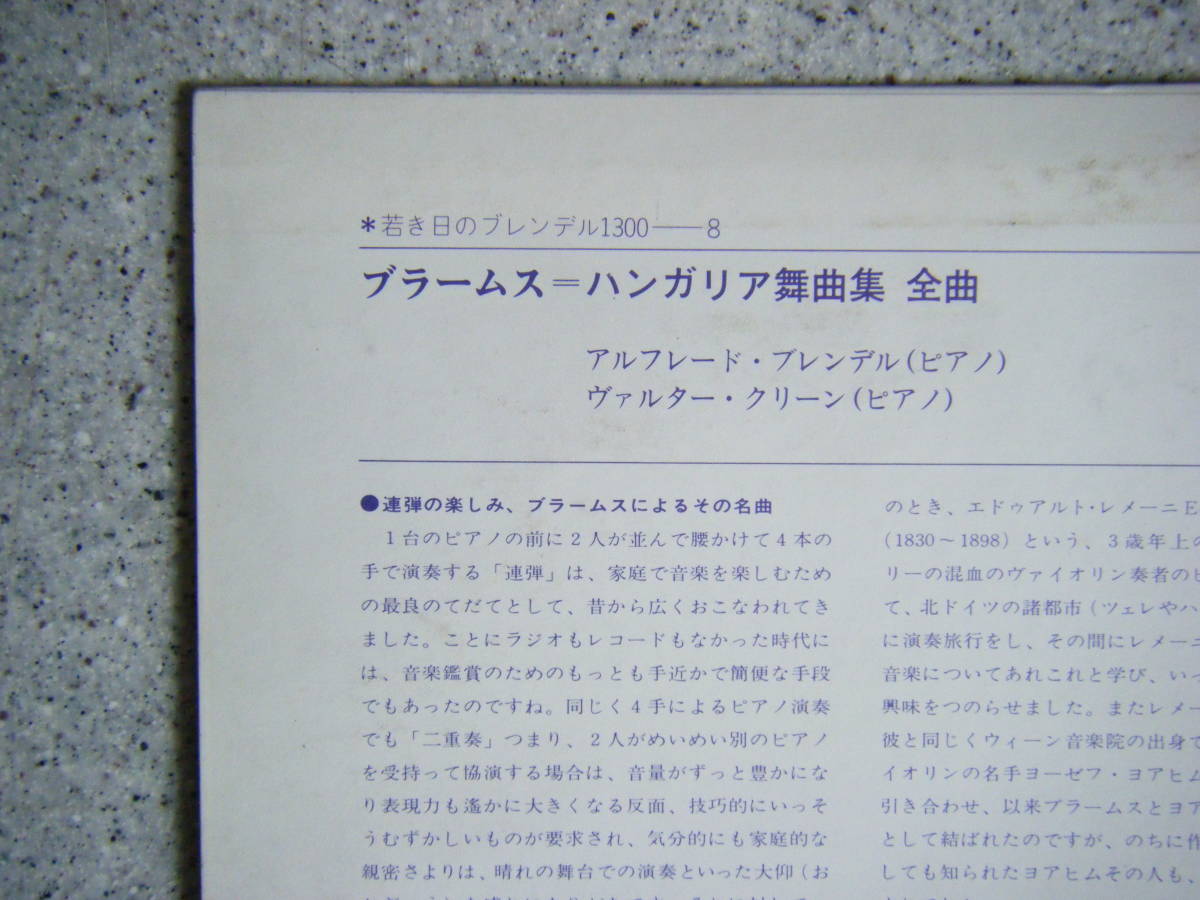 *若き日のブレンデル1300――8
ブラームス=ハンガリア舞曲集 全曲
アルフレード・ブレンデル(ピアノ)
ヴァルター・クリーン(ピアノ)
●連弾の楽しみ、ブラームスによるその名曲
1台のピアノの前に2人が並んで腰かけて4本の
手で演奏する「連弾」は、家庭で音楽を楽しむため
の最良のてだてとして、昔から広くおこなわれてき
ました。ことにラジオもレコードもなかった時代に
は、音楽鑑賞のためのもっとも手近かで簡便な手段
でもあったのですね。同じく4手によるピアノ演奏
でも「二重奏」つまり、2人がめいめい別のピアノ
を受持って協演する場合は、音量がずっと豊かにな
り表現力も遙かに大きくなる反面、技巧的にいっそ
うむずかしいものが要求され、気分的にも家庭的な
親密さよりは、晴れの舞台での演奏といった大仰(お
のとき、エドゥアルト・レメーニE
(1830~1898)という、3歳年上の
リーの混血のヴァイオリン奏者のピ
て、北ドイツの諸都市(ツェレやハ
に演奏旅行をし、その間にレメーニ
音楽についてあれこれと学び、いっ
興味をつのらせました。またレメー
彼と同じくウィーン音楽院の出身で
イオリンの名手ヨーゼフ・ヨアヒム
引き合わせ、以来ブラームスとヨア
として結ばれたのですが、のちに作
しても知られたヨアヒムその人も、